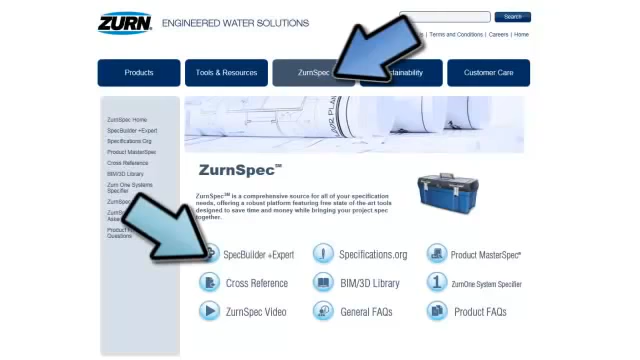 ZURN
ENGINEERED WATER SOLUTIONS
Search
Terms and Conditions | Careers | Home
Products
Tools & Resources
ZurnSpec
Customer Care
ZurnSpec Home
SpecBuilder +Expert
Specifications.Org
Product MasterSpec
Cross Reference
BIM/3D Library
Zurn One Systems
Specifier
Questions
ZurnSpec℠
ZurnSpec℠ is a comprehensive source for all of your specification
needs, offering a robust platform featuring free state of-the-art tools
designed to save time and money while bringing your project spec
together.
SpecBuilder +Expert
Specifications.org
Product MasterSpec®
Cross Reference
BIM/3D Library
ZurnOne System Specifier
ZurnSpec Video
General FAQs
Product FAQs